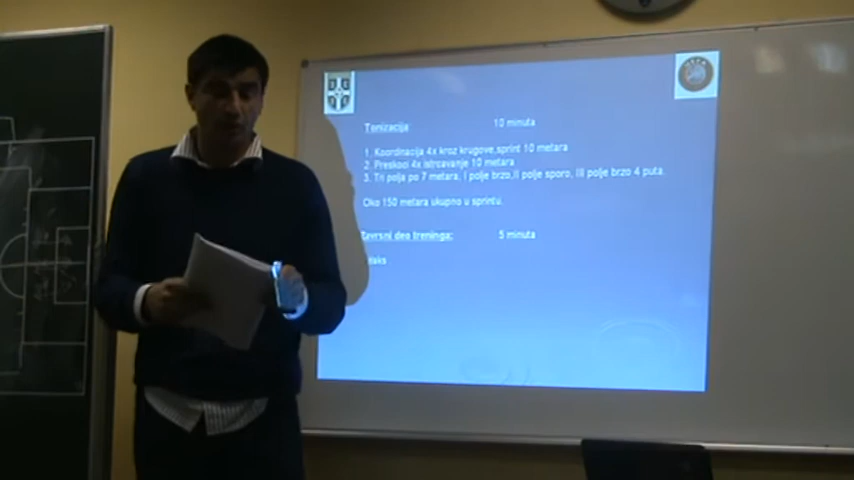 UEFA
Tonizacija: 10 minuta
1. Koordinacija 4x kroz krugove,sprint 10 metara
2. Preskoci 4x istrcavanje 10 metara
3. Tri polja po 7 metara, I polje brzo,II polje sporo, III polje brzo 4 puta.
Oko 150 metara ukupno u sprintu.
Zavrsni deo treninga: 5 minuta